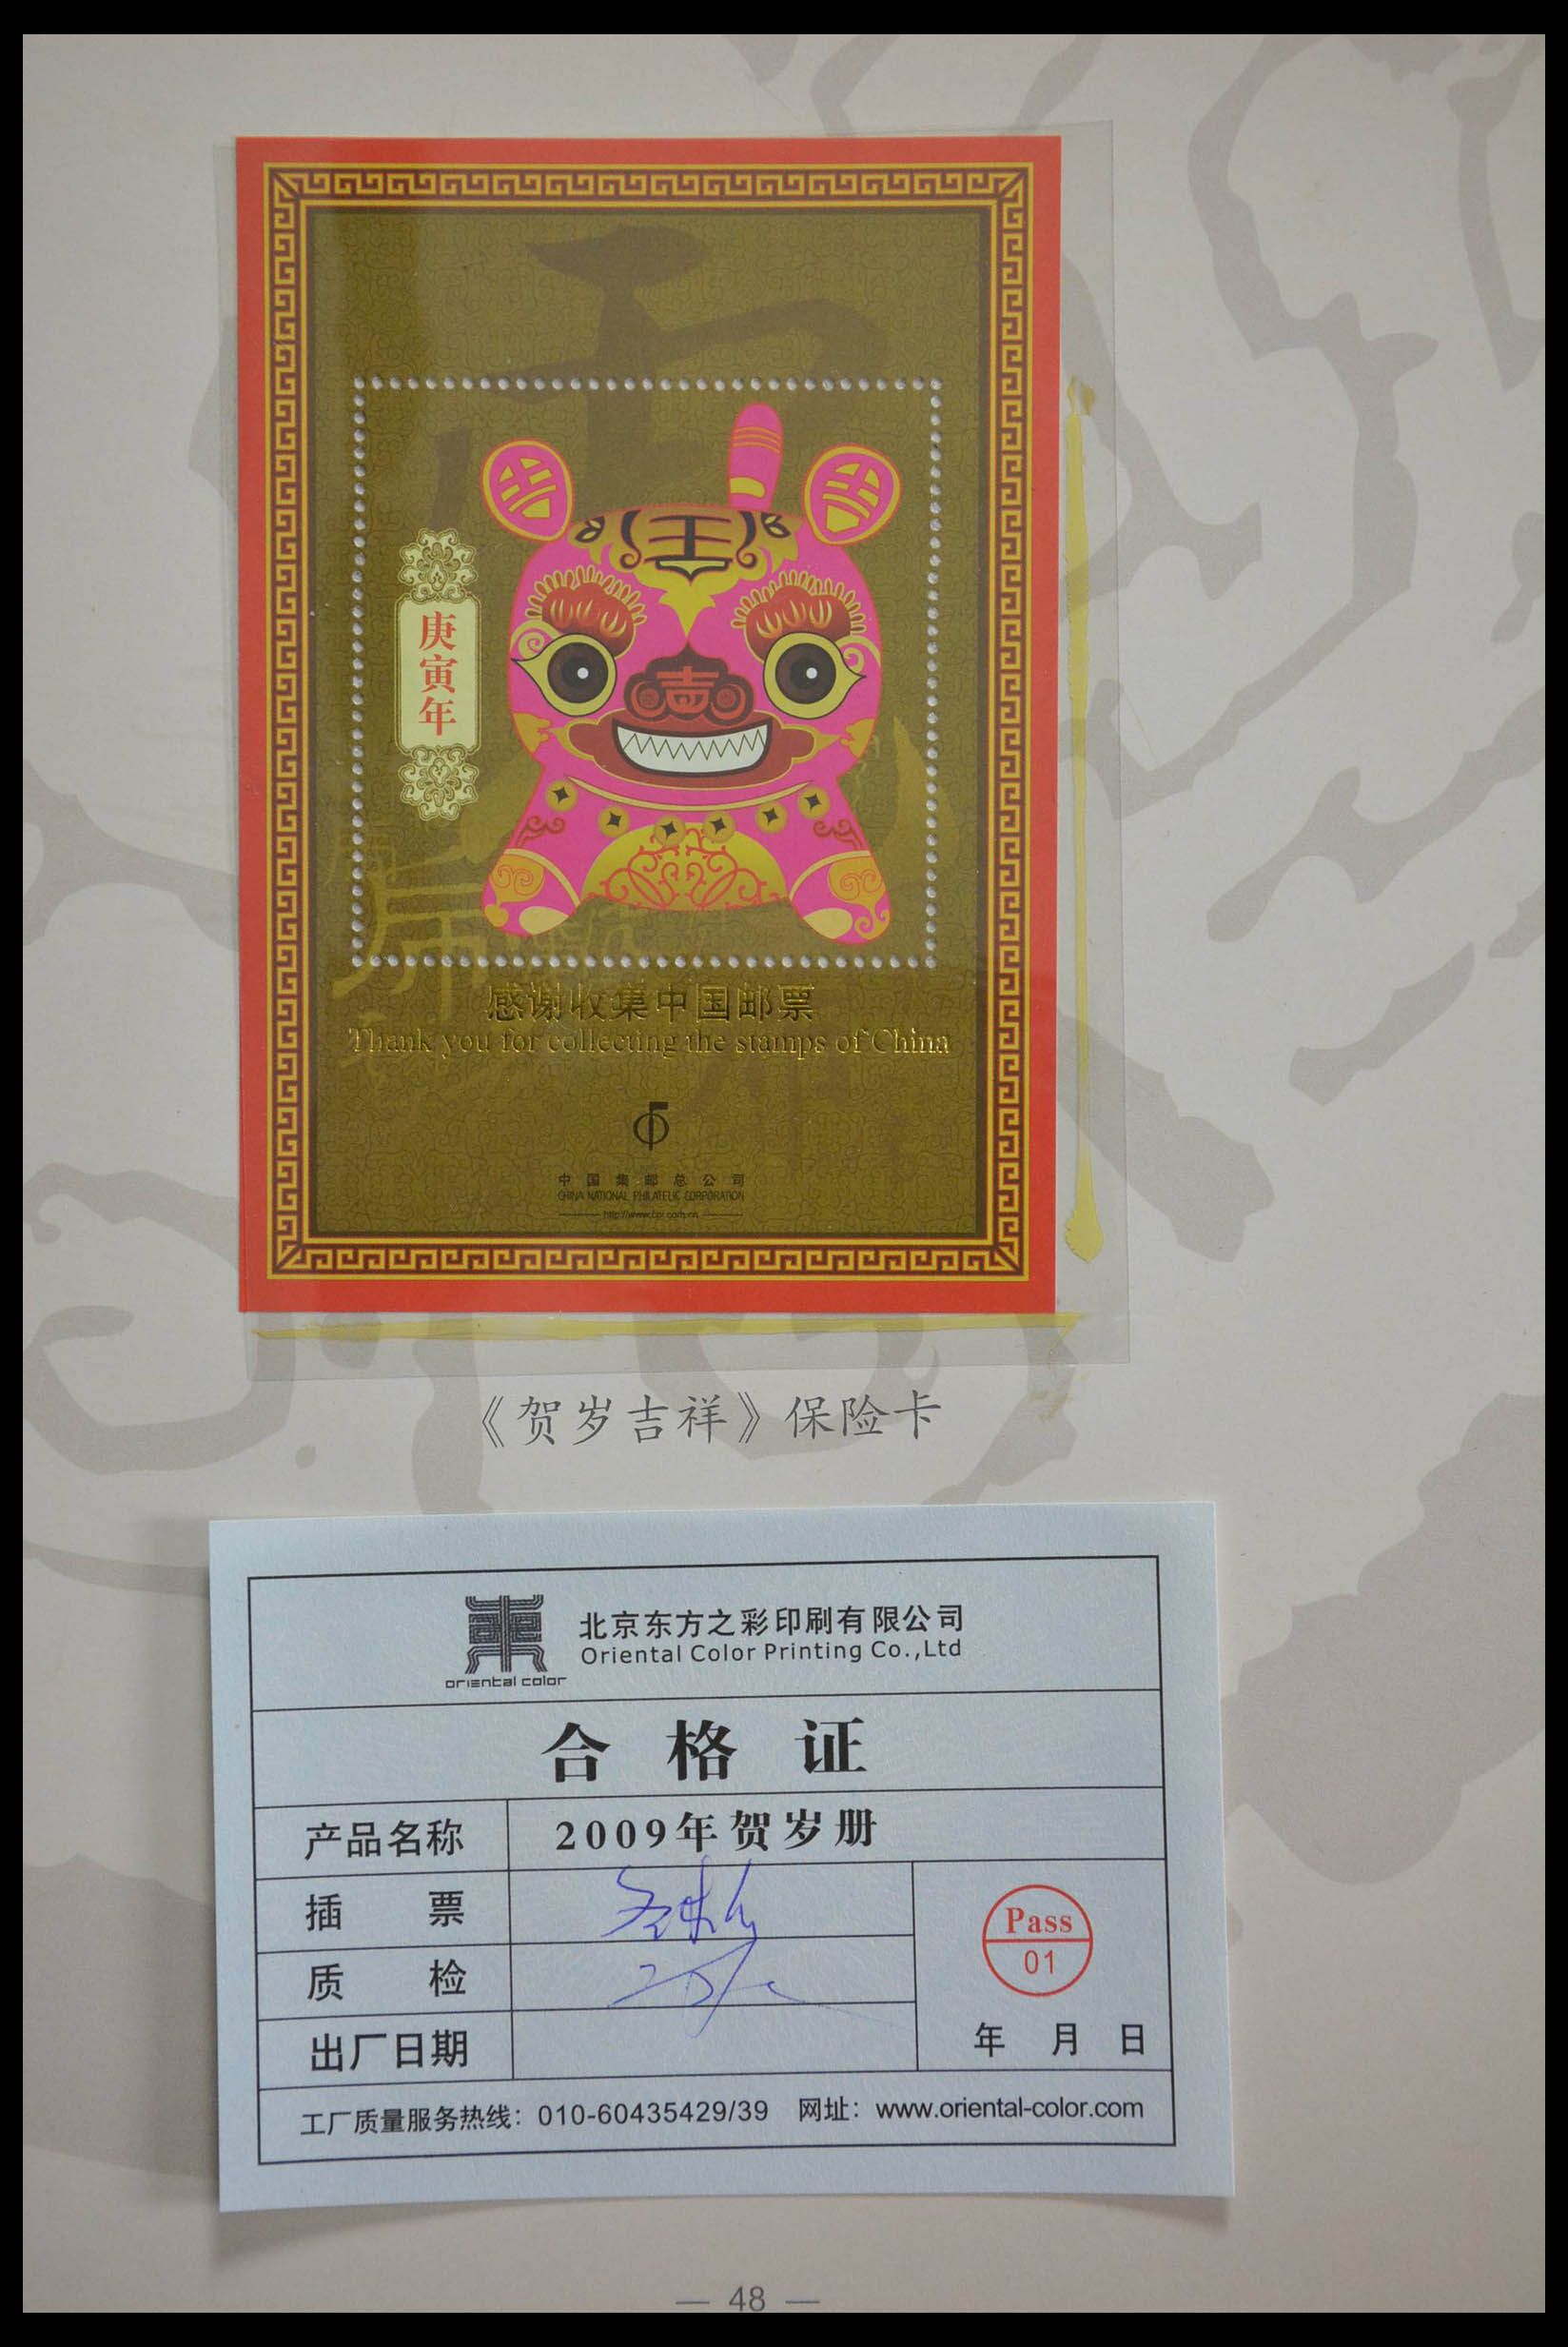 庚寅年
王
感谢收集中国邮票
Thank you for collecting the stamps of China
中国集邮总公司
CHINA NATIONAL PHILATELIC CORPORATION
《贺岁吉祥》保险卡
北京东方之彩印刷有限公司
Oriental Color Printing Co.,Ltd
oriental color
合格证
产品名称 2009年贺岁册
插票
质检
Pass
01
出厂日期
年 月 日
工厂质量服务热线：010-60435429/39 网址：www.oriental-color.com
— 48 —